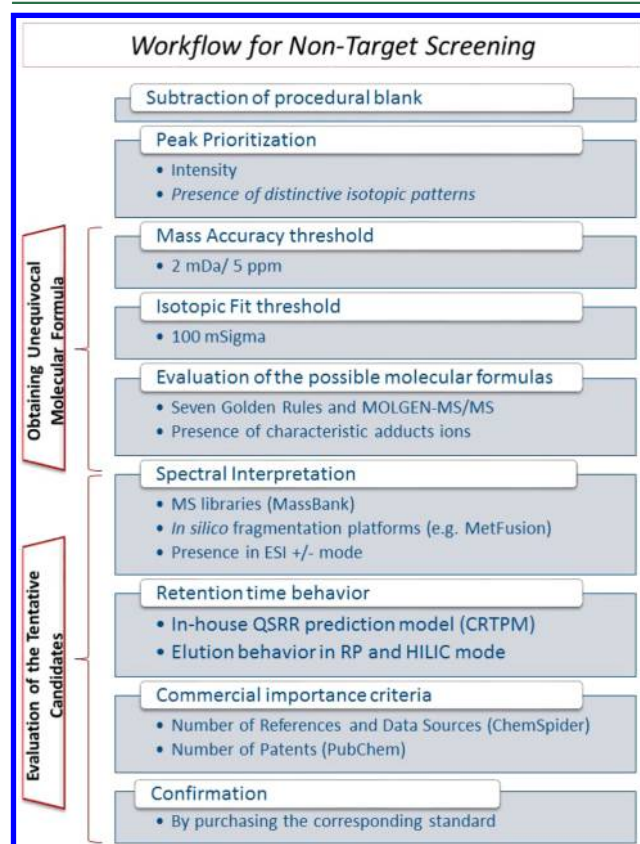 Workflow for Non-Target Screening
Subtraction of procedural blank
Peak Prioritization
• Intensity
• Presence of distinctive isotopic patterns
Obtaining Unequivocal
Molecular Formula
Mass Accuracy threshold
• 2 mDa/ 5 ppm
Isotopic Fit threshold
• 100 mSigma
Evaluation of the possible molecular formulas
• Seven Golden Rules and MOLGEN-MS/MS
• Presence of characteristic adducts ions
Evaluation of the Tentative
Candidates
Spectral Interpretation
• MS libraries (MassBank)
• In silico fragmentation platforms (e.g. MetFusion)
• Presence in ESI +/- mode
Retention time behavior
• In-house QSRR prediction model (CRTPM)
• Elution behavior in RP and HILIC mode
Commercial importance criteria
• Number of References and Data Sources (ChemSpider)
• Number of Patents (PubChem)
Confirmation
• By purchasing the corresponding standard